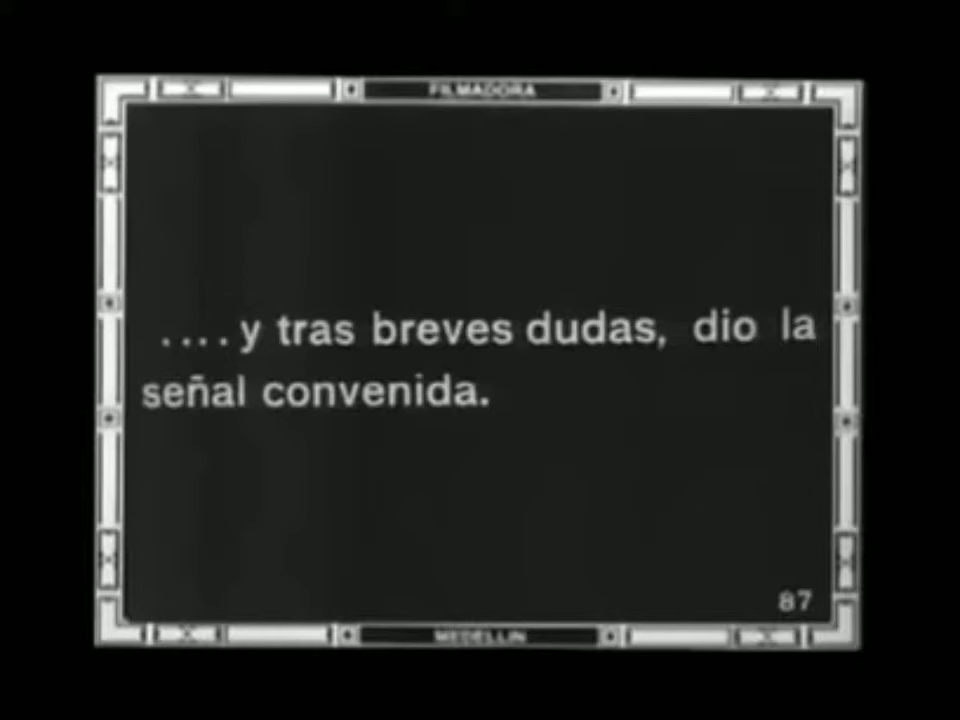 FILMADORA
....y tras breves dudas, dio la
señal convenida.
87
MEDELLIN